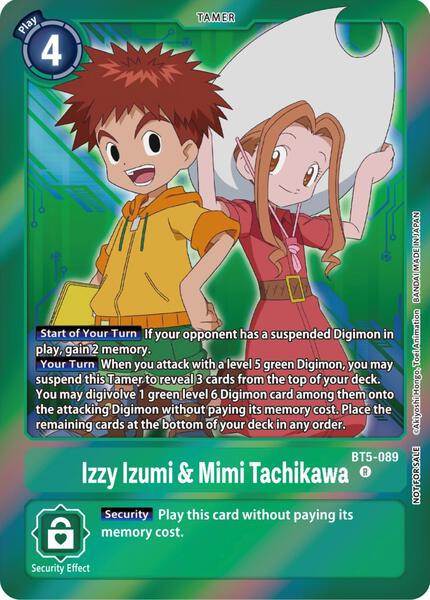 TAMER
Play
4
Start of Your Turn If your opponent has a suspended Digimon in
play, gain 2 memory.
Your Turn When you attack with a level 5 green Digimon, you may
suspend this Tamer to reveal 3 cards from the top of your deck.
You may digivolve 1 green level 6 Digimon card among them onto
the attacking Digimon without paying its memory cost. Place the
remaining cards at the bottom of your deck in any order.
BT5-089
Izzy Izumi & Mimi Tachikawa R
Security Play this card without paying its
memory cost.
Security Effect
©Akiyoshi Hongo, Toei Animation BANDAI MADE IN JAPAN
NOT FOR SALE